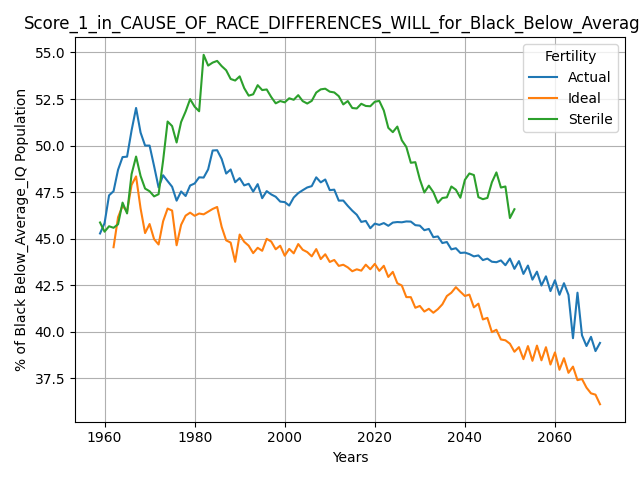 Score_1_in_CAUSE_OF_RACE_DIFFERENCES_WILL_for_Black_Below_Averag
55.0
52.5
50.0
47.5
45.0
42.5
40.0
37.5
% of Black Below_Average_IQ Population
Fertility
Actual
Ideal
Sterile
1960 1980 2000 2020 2040 2060
Years